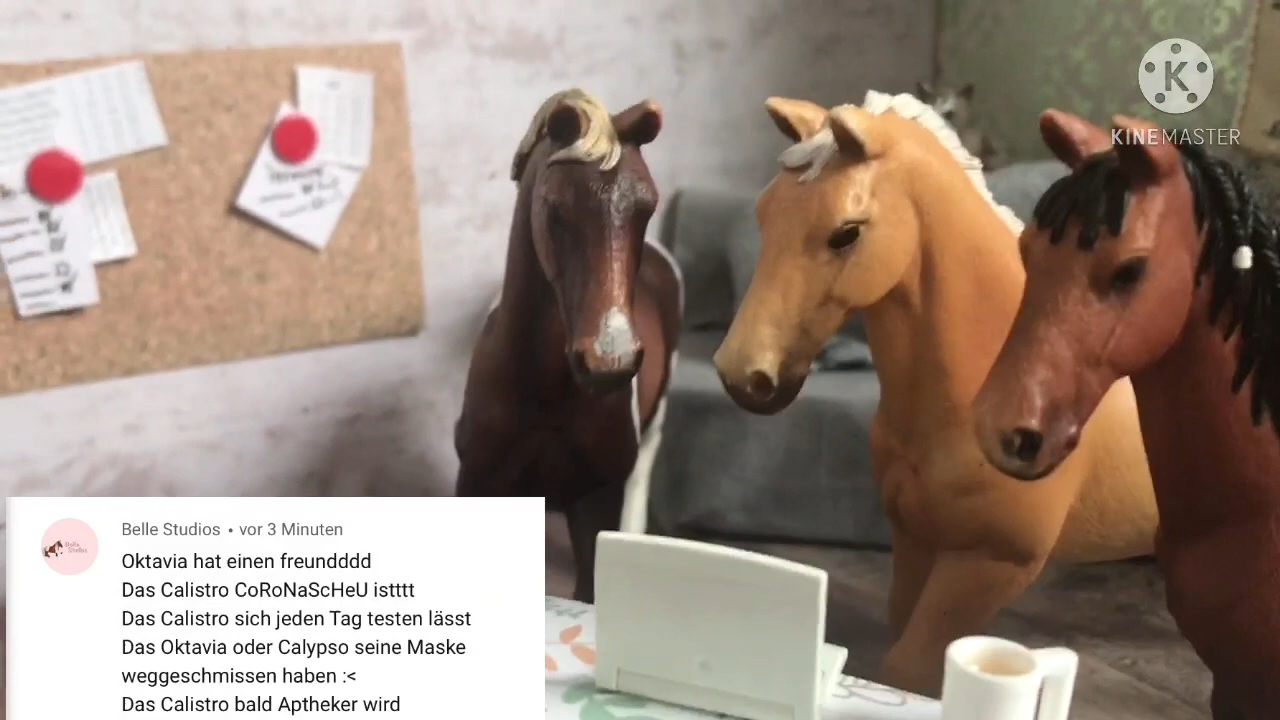 KINEMASTER
Belle Studios • vor 3 Minuten
Oktavia hat einen freundddd
Das Calistro CoRoNaScHeU istttt
Das Calistro sich jeden Tag testen lässt
Das Oktavia oder Calypso seine Maske
weggeschmissen haben :<
Das Calistro bald Aptheker wird